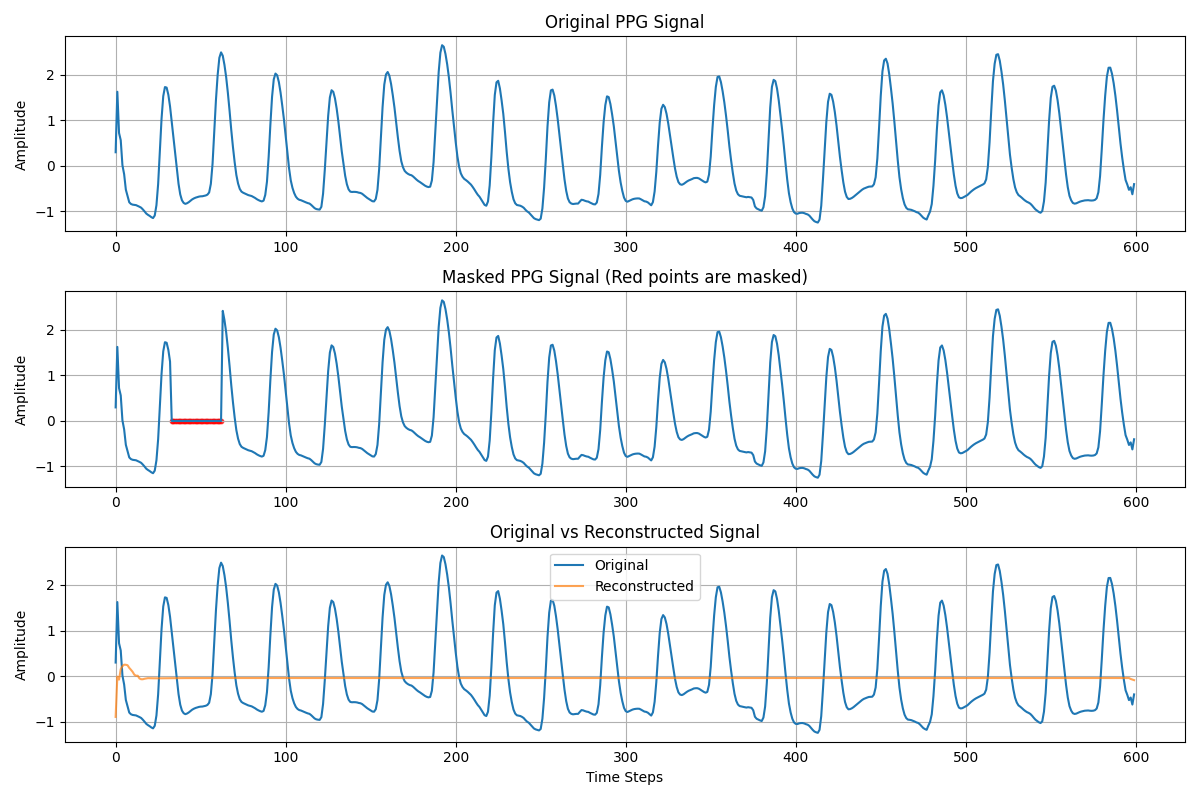 Original PPG Signal
Amplitude
2
1
0
−1
0 100 200 300 400 500 600
Masked PPG Signal (Red points are masked)
Amplitude
2
1
0
−1
0 100 200 300 400 500 600
Original vs Reconstructed Signal
Original
Reconstructed
Amplitude
2
1
0
−1
0 100 200 300 400 500 600
Time Steps